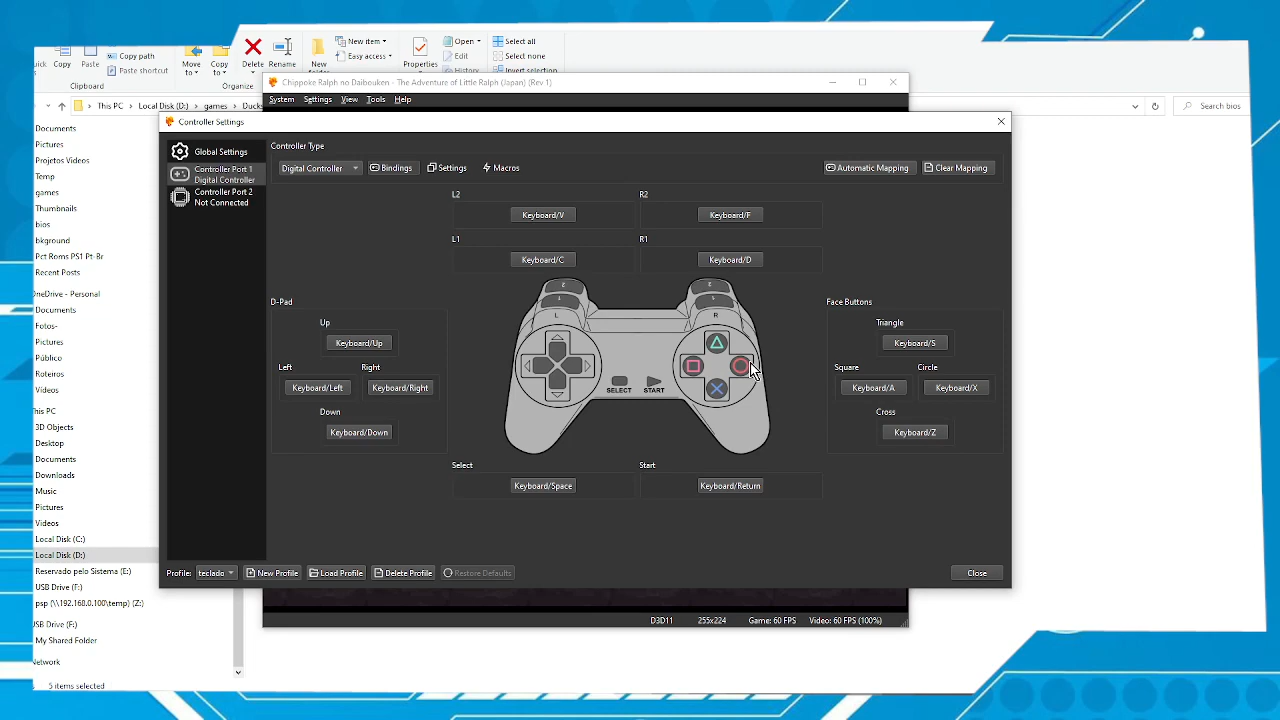 Copy path
Paste shortcut
Copy
Paste
Clipboard
Move to
Copy to
Delete
Rename
Organize
New item
Easy access
New
Properties
Open
Edit
History
Select all
Select none
Invert selection
This PC > Local Disk (D:) > games > Ducks
Search bios
Documents
Pictures
Projetos Videos
Temp
games
Thumbnails
bios
bkground
Pct Roms PS1 Pt-Br
Recent Posts
OneDrive - Personal
Documents
Fotos-
Pictures
Público
Roteiros
Vídeos
This PC
3D Objects
Desktop
Documents
Downloads
Music
Pictures
Videos
Local Disk (C:)
Local Disk (D:)
Reservado pelo Sistema (E:)
USB Drive (F:)
psp (\\192.168.0.100\temp) (Z:)
USB Drive (F:)
My Shared Folder
Network
5 items selected
Chippoke Ralph no Daibouken - The Adventure of Little Ralph (Japan) (Rev 1)
System Settings View Tools Help
Controller Settings
Global Settings
Controller Port 1
Digital Controller
Controller Port 2
Not Connected
Controller Type
Digital Controller Bindings Settings Macros Automatic Mapping Clear Mapping
L2 R2
Keyboard/V Keyboard/F
L1 R1
Keyboard/C Keyboard/D
D-Pad
Up
Keyboard/Up
Left Right
Keyboard/Left Keyboard/Right
Down
Keyboard/Down
2 2
1 1
L R
SELECT START
Face Buttons
Triangle
Keyboard/S
Square Circle
Keyboard/A Keyboard/X
Cross
Keyboard/Z
Select Start
Keyboard/Space Keyboard/Return
Profile: teclado New Profile Load Profile Delete Profile Restore Defaults Close
D3D11 255x224 Game: 60 FPS Video: 60 FPS (100%)